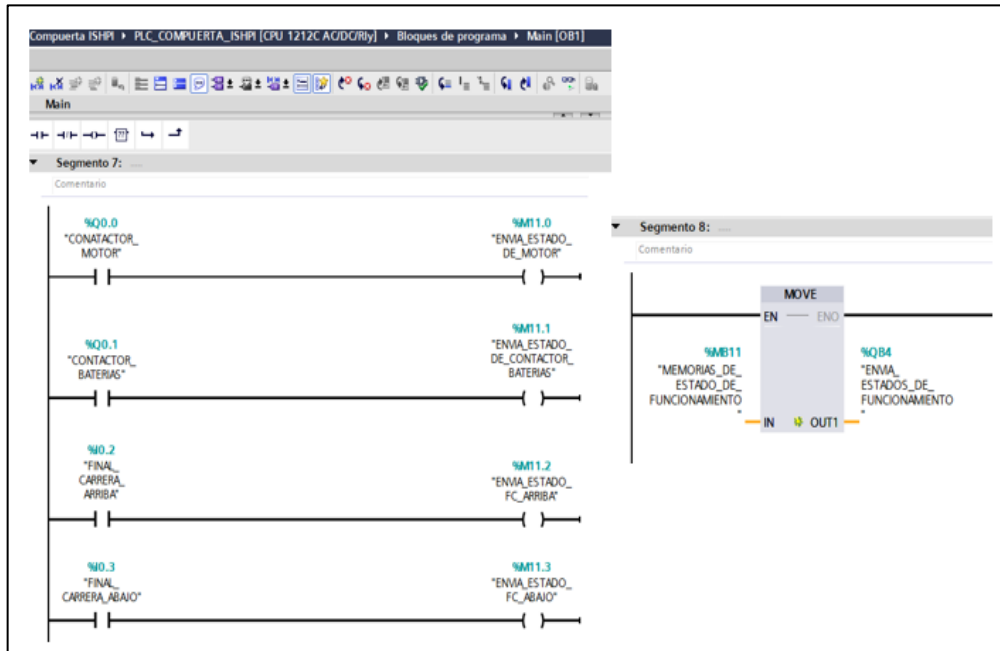 Compuerta ISHPI ▸ PLC_COMPUERTA_ISHPI [CPU 1212C AC/DC/Rly] ▸ Bloques de programa ▸ Main [OB1]
Main
Segmento 7: ....
Comentario
%Q0.0
"CONATACTOR_
MOTOR"
%M11.0
"ENVIA_ESTADO_
DE_MOTOR"
%Q0.1
"CONTACTOR_
BATERIAS"
%M11.1
"ENVIA_ESTADO_
DE_CONTACTOR_
BATERIAS"
%I0.2
"FINAL_
CARRERA_
ARRIBA"
%M11.2
"ENVIA_ESTADO_
FC_ARRIBA"
%I0.3
"FINAL_
CARRERA_ABAJO"
%M11.3
"ENVIA_ESTADO_
FC_ABAJO"
Segmento 8: ....
Comentario
MOVE
EN
ENO
%MB11
"MEMORIAS_DE_
ESTADO_DE_
FUNCIONAMIENTO
"
IN
%QB4
"ENVIA_
ESTADOS_DE_
FUNCIONAMIENTO
"
OUT1